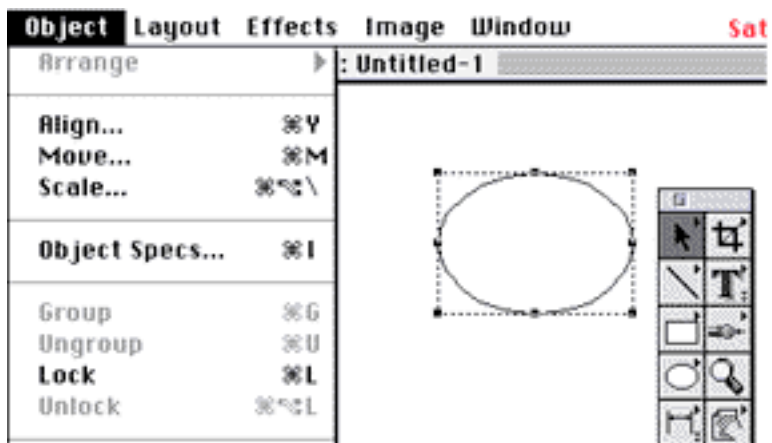 Object Layout Effects Image Window Sat
Arrange
: Untitled-1
Align... ⌘Y
Move... ⌘M
Scale... ⌘⌥\
Object Specs... ⌘I
Group ⌘G
Ungroup ⌘U
Lock ⌘L
Unlock ⌘⌥L
T